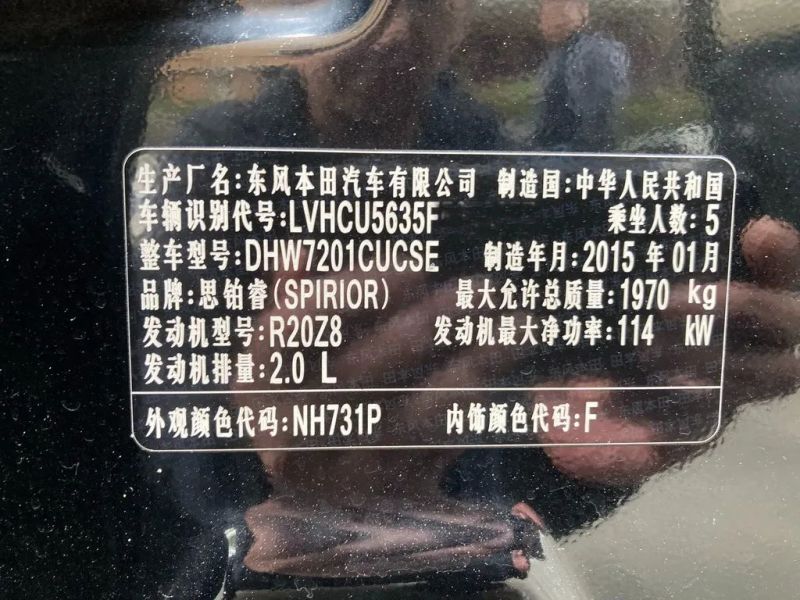 生产厂名:东风本田汽车有限公司 制造国:中华人民共和国
车辆识别代号:LVHCU5635F 乘坐人数:5
整车型号:DHW7201CUCSE 制造年月:2015 年 01月
品牌:思铂睿(SPIRIOR) 最大允许总质量:1970 kg
发动机型号:R20Z8 发动机最大净功率:114 kW
发动机排量:2.0 L
外观颜色代码:NH731P 内饰颜色代码:F